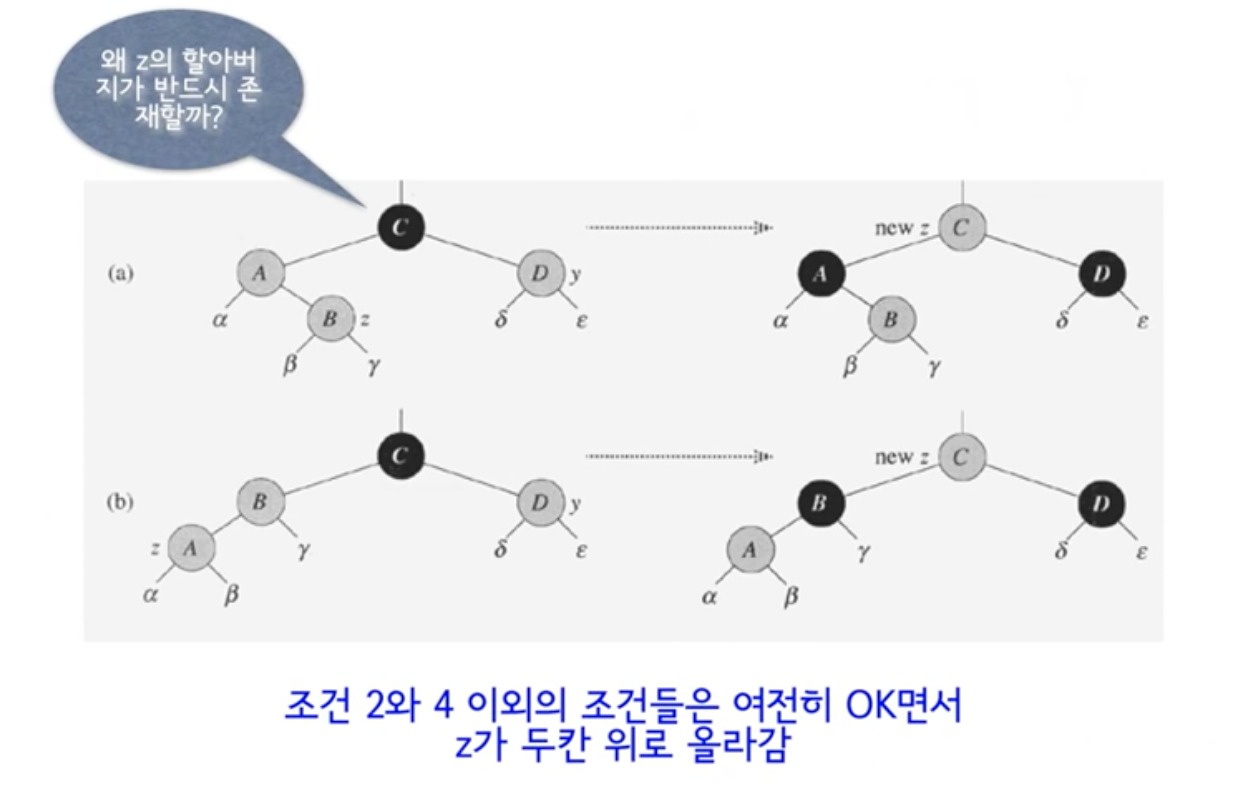 왜 z의 할아버
지가 반드시 존
재할까?
(a)
C
A
D y
α
B z
δ ε
β γ
new z C
A
D
α
B
δ ε
β γ
(b)
C
B
D y
z A
γ
δ ε
α β
new z C
B
D
A
γ
δ ε
α β
조건 2와 4 이외의 조건들은 여전히 OK면서
z가 두칸 위로 올라감